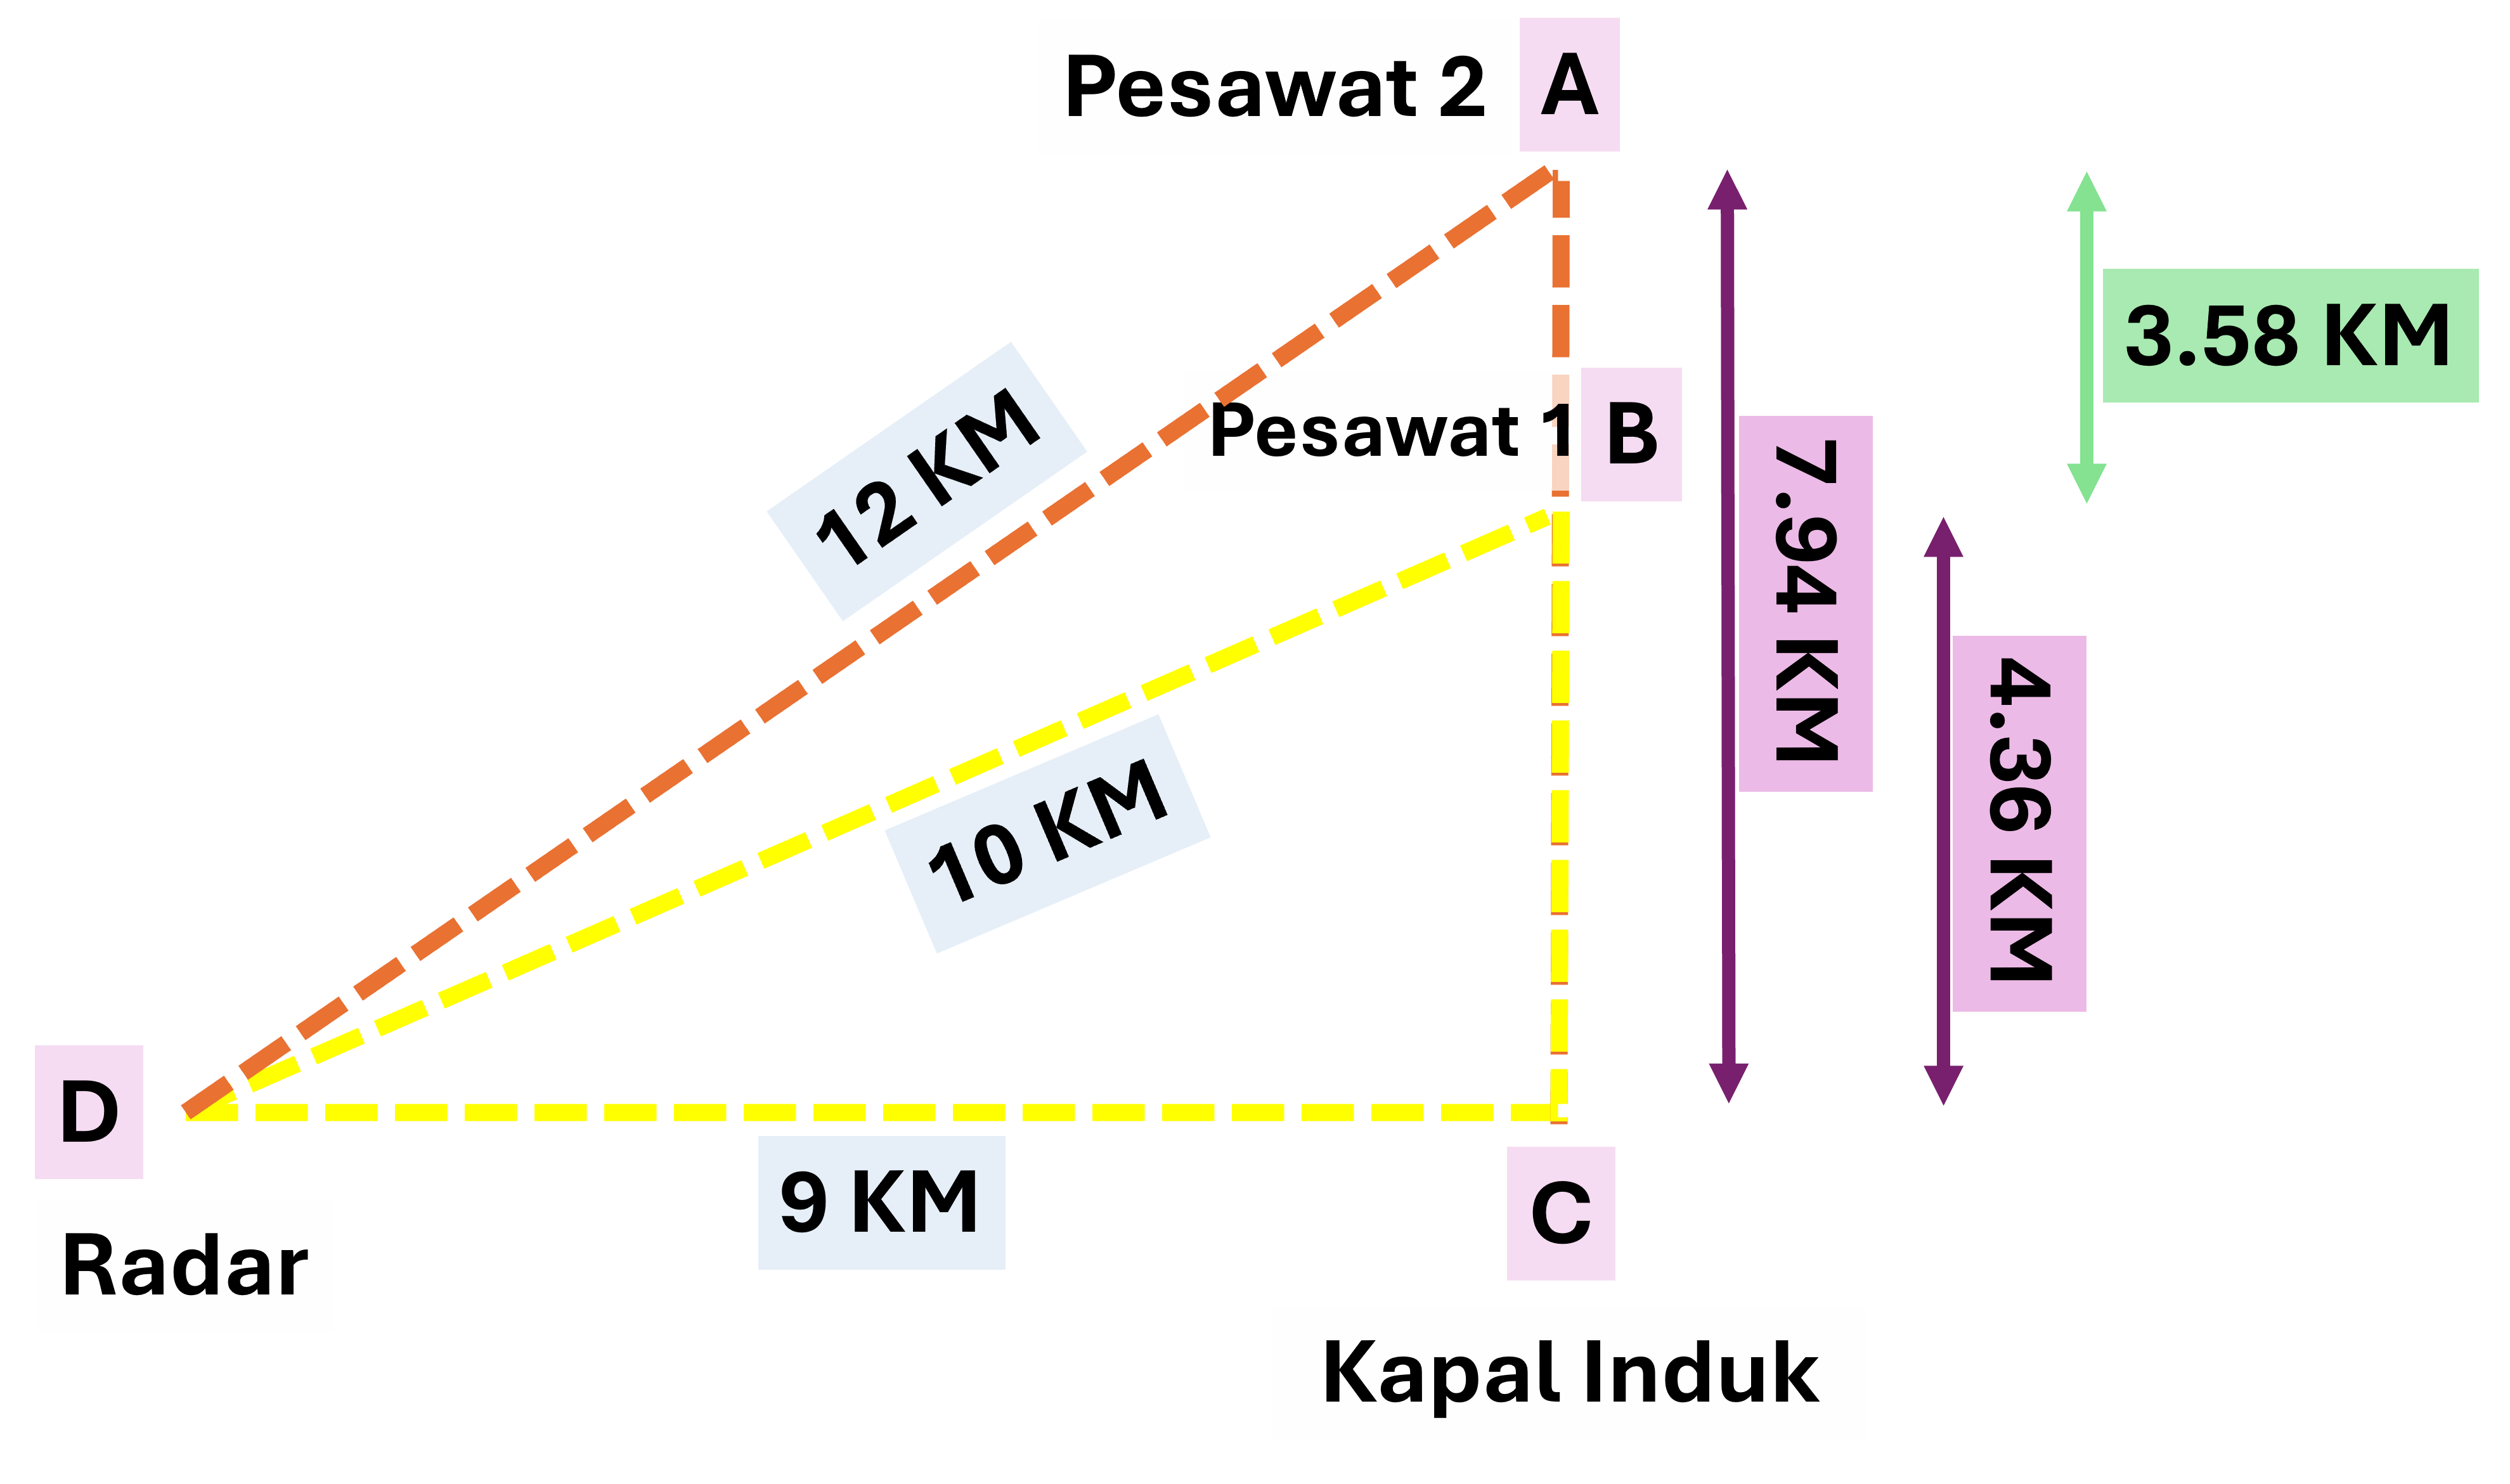 Pesawat 2
A
3.58 KM
Pesawat 1
B
12 KM
7.94 KM
10 KM
4.36 KM
D
9 KM
C
Radar
Kapal Induk